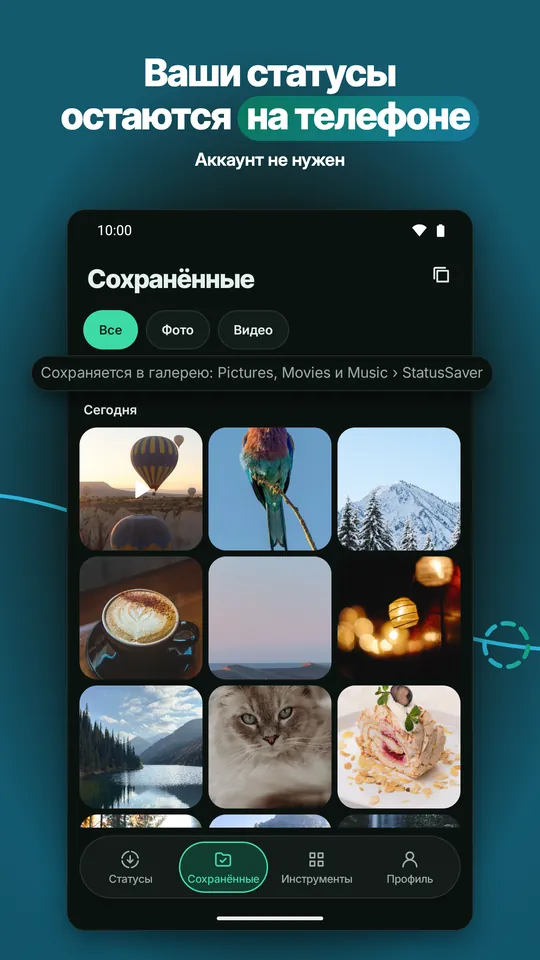 Ваши статусы
остаются на телефоне
Аккаунт не нужен
10:00
Сохранённые
Все Фото Видео
Сохраняется в галерею: Pictures, Movies и Music › StatusSaver
Сегодня
Статусы Сохранённые Инструменты Профиль